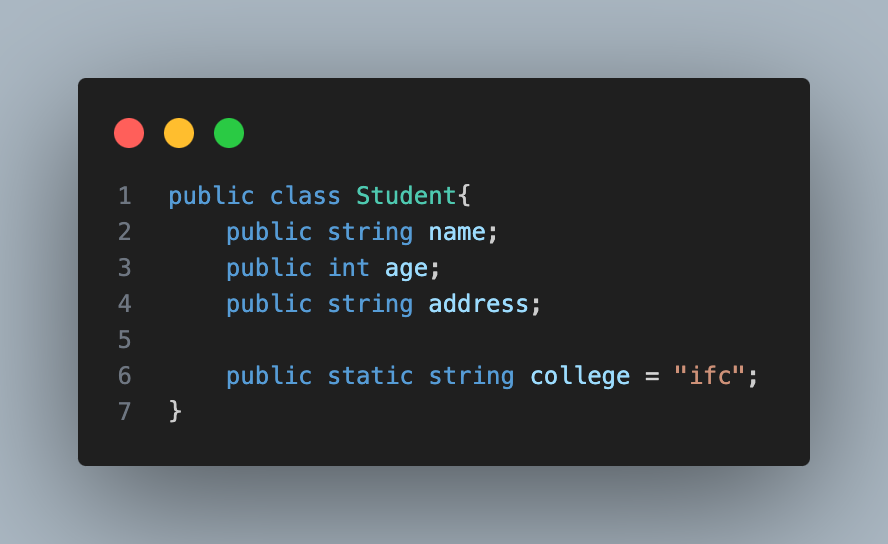 1 public class Student{
2 public string name;
3 public int age;
4 public string address;
5
6 public static string college = "ifc";
7 }